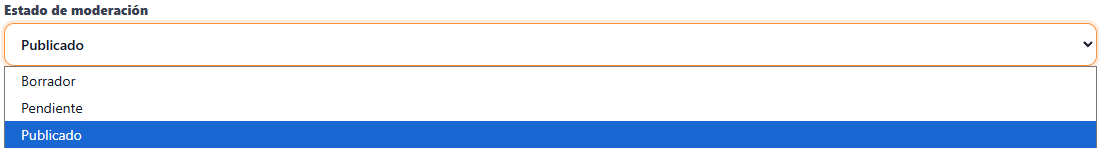 Estado de moderación
Publicado
Borrador
Pendiente
Publicado